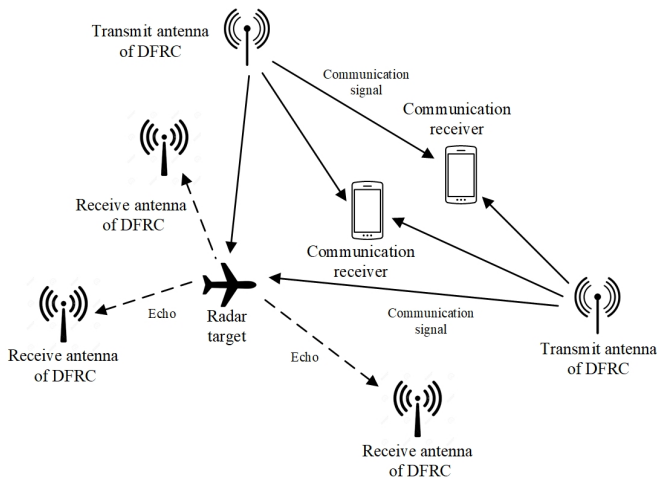 Transmit antenna
of DFRC
Communication
signal
Communication
receiver
Receive antenna
of DFRC
Communication
receiver
Radar
target
Echo
Communication
signal
Receive antenna
of DFRC
Echo
Transmit antenna
of DFRC
Receive antenna
of DFRC